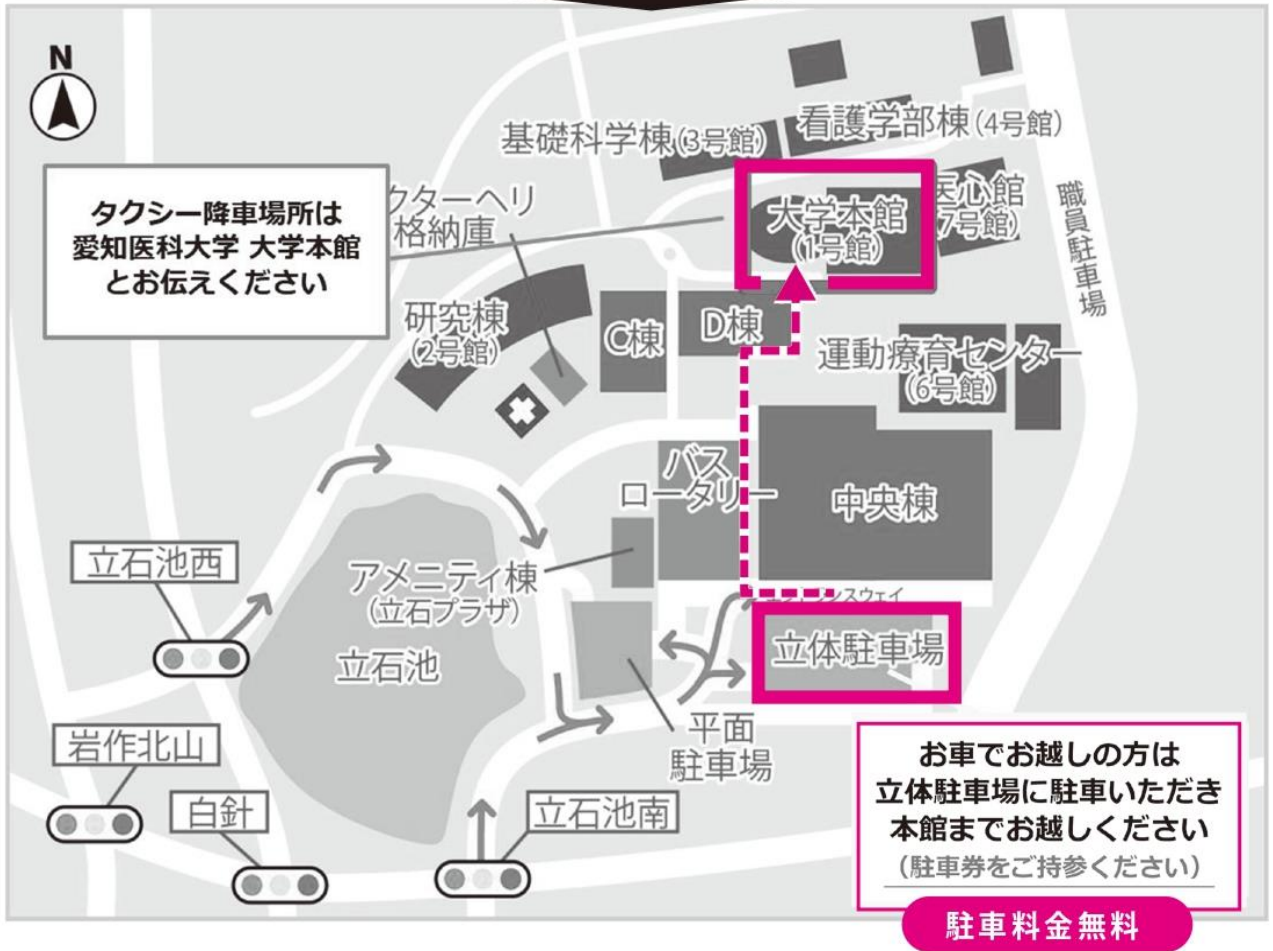 N
基礎科学棟(3号館)
看護学部棟(4号館)
タクシー降車場所は
愛知医科大学 大学本館
とお伝えください
クターヘリ
格納庫
大学本館
(1号館)
医心館
(7号館)
職員駐車場
研究棟
(2号館)
C棟
D棟
運動療育センター
(6号館)
バス
ロータリー
中央棟
立石池西
アメニティ棟
(立石プラザ)
立石池
立体駐車場
平面
駐車場
岩作北山
白針
立石池南
お車でお越しの方は
立体駐車場に駐車いただき
本館までお越しください
(駐車券をご持参ください)
駐車料金無料